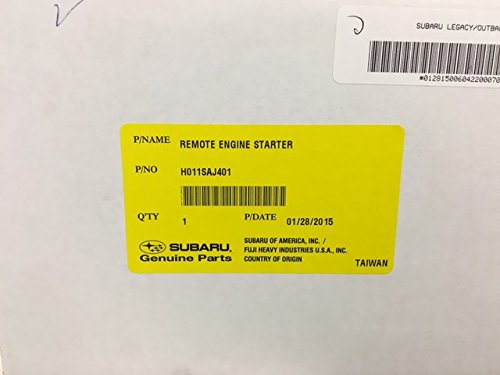 SUBARU LEGACY/OUTBA
*01281500604220007
P/NAME REMOTE ENGINE STARTER
P/NO H011SAJ401
Q'TY 1 P/DATE 01/28/2015
SUBARU.
Genuine Parts
SUBARU OF AMERICA, INC. /
FUJI HEAVY INDUSTRIES U.S.A., INC.
COUNTRY OF ORIGIN
TAIWAN